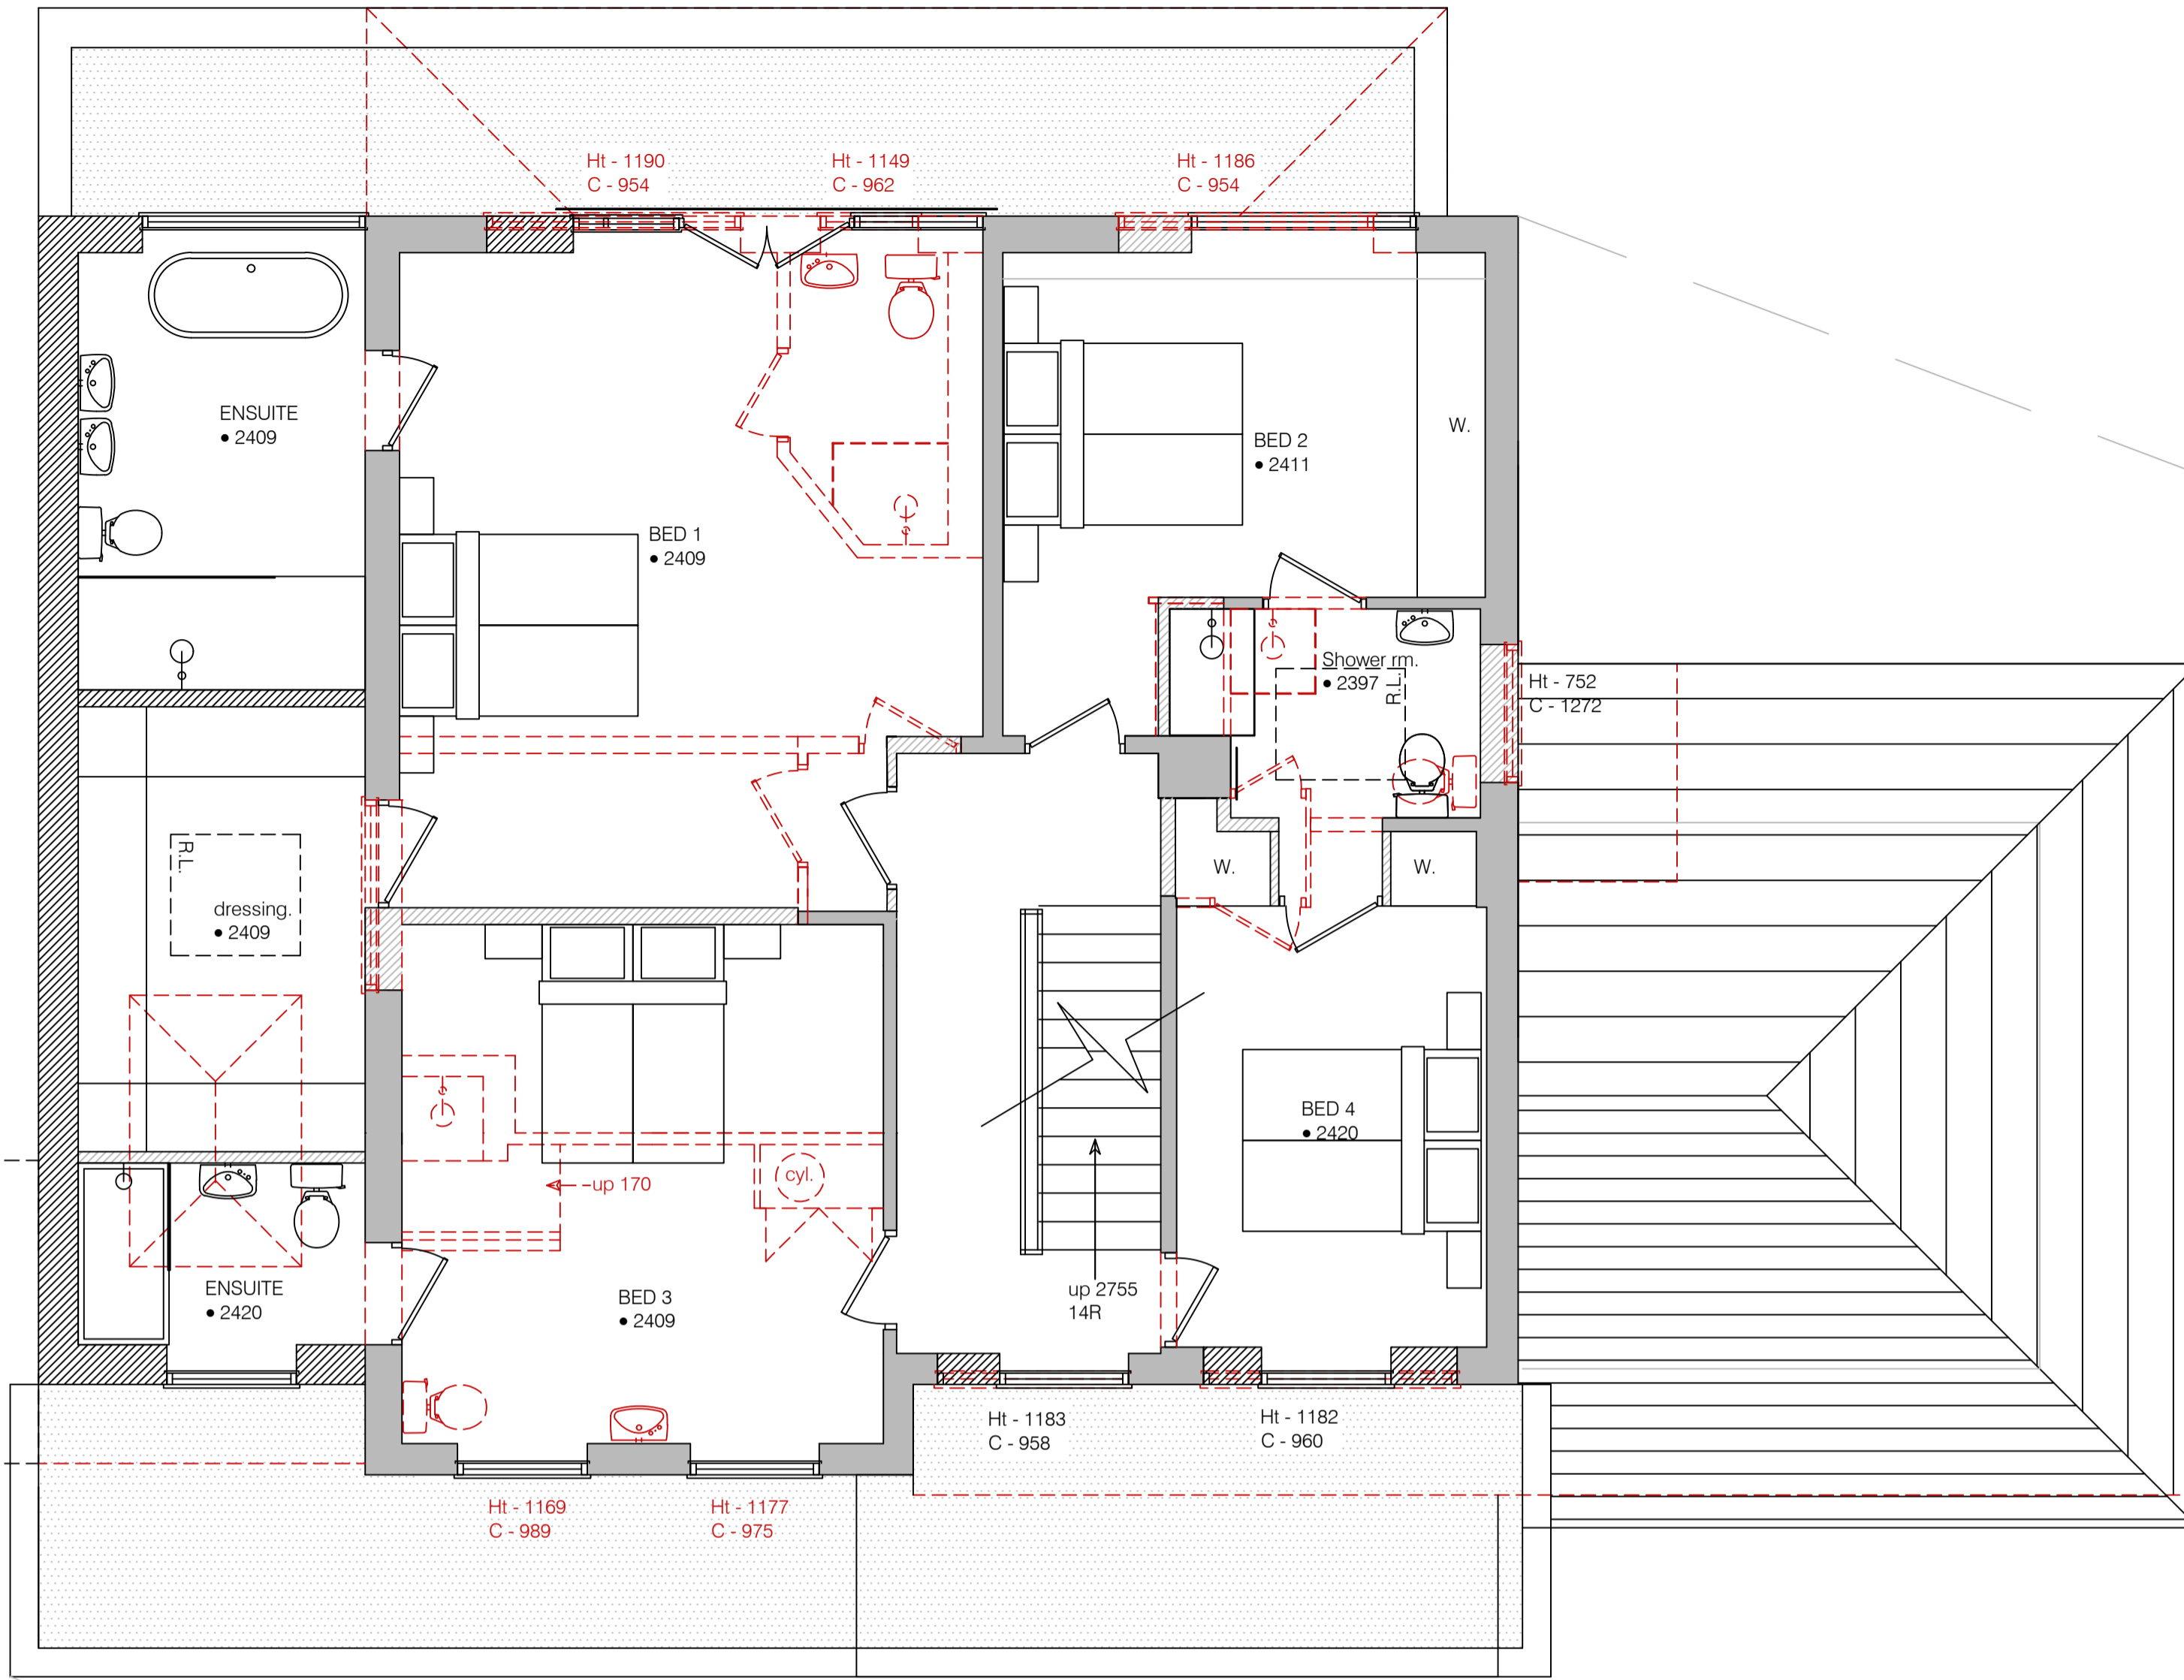 Ht - 1190
C - 954
Ht - 1149
C - 962
Ht - 1186
C - 954
ENSUITE
• 2409
BED 1
• 2409
BED 2
• 2411
W.
Shower rm.
• 2397
R.L.
Ht - 752
C - 1272
R.L.
dressing.
• 2409
W.
W.
BED 4
• 2420
up 170
cyl.
ENSUITE
• 2420
BED 3
• 2409
up 2755
14R
Ht - 1183
C - 958
Ht - 1182
C - 960
Ht - 1169
C - 989
Ht - 1177
C - 975